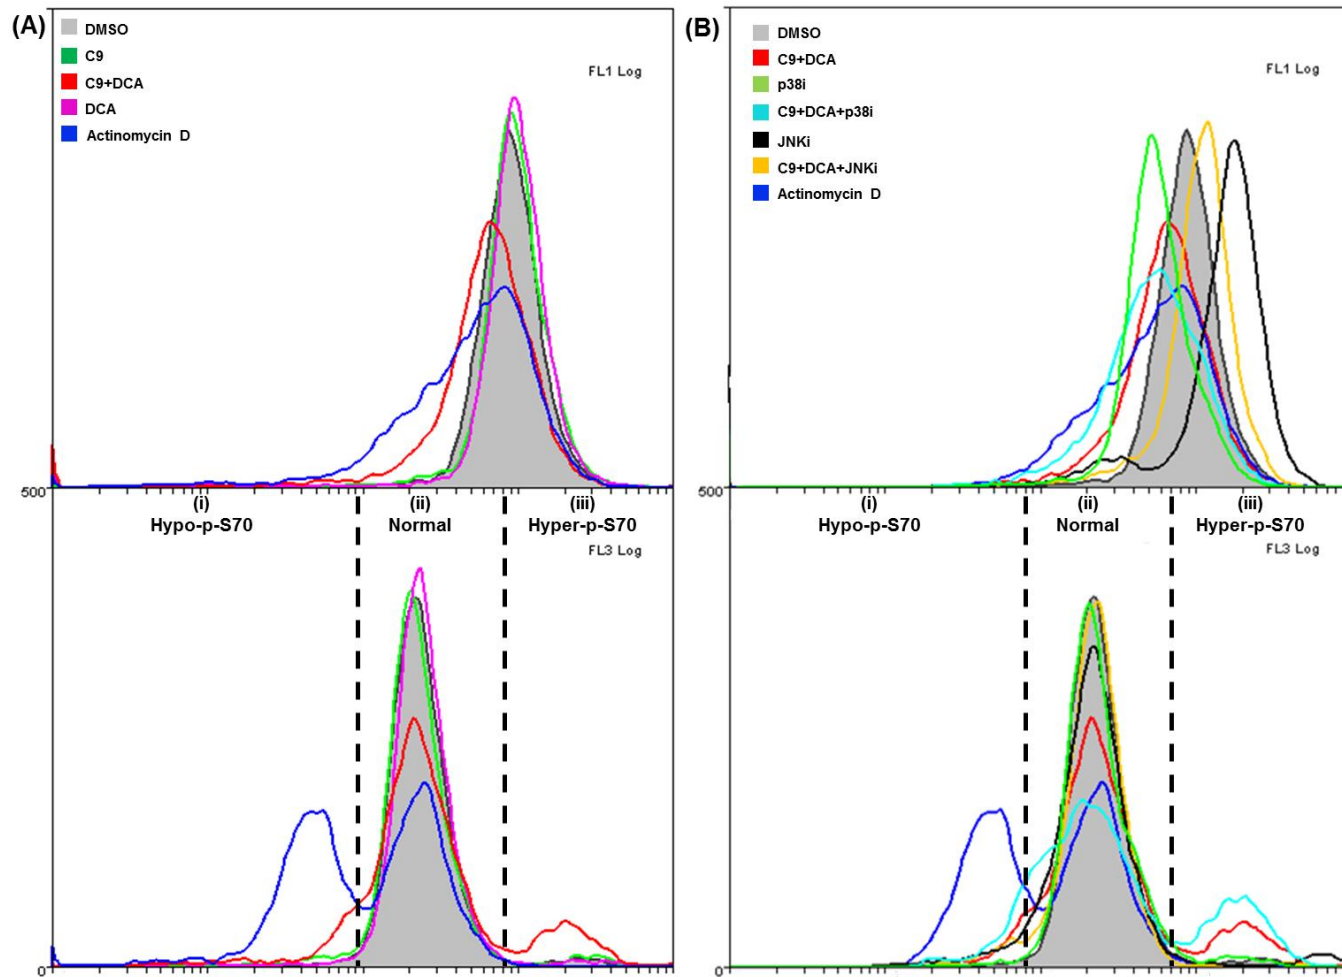 (A)
DMSO
C9
C9+DCA
DCA
Actinomycin D
FL1 Log
500
(i)
Hypo-p-S70
(ii)
Normal
(iii)
Hyper-p-S70
FL3 Log
0
(B)
DMSO
C9+DCA
p38i
C9+DCA+p38i
JNKi
C9+DCA+JNKi
Actinomycin D
FL1 Log
500
(i)
Hypo-p-S70
(ii)
Normal
(iii)
Hyper-p-S70
FL3 Log
0